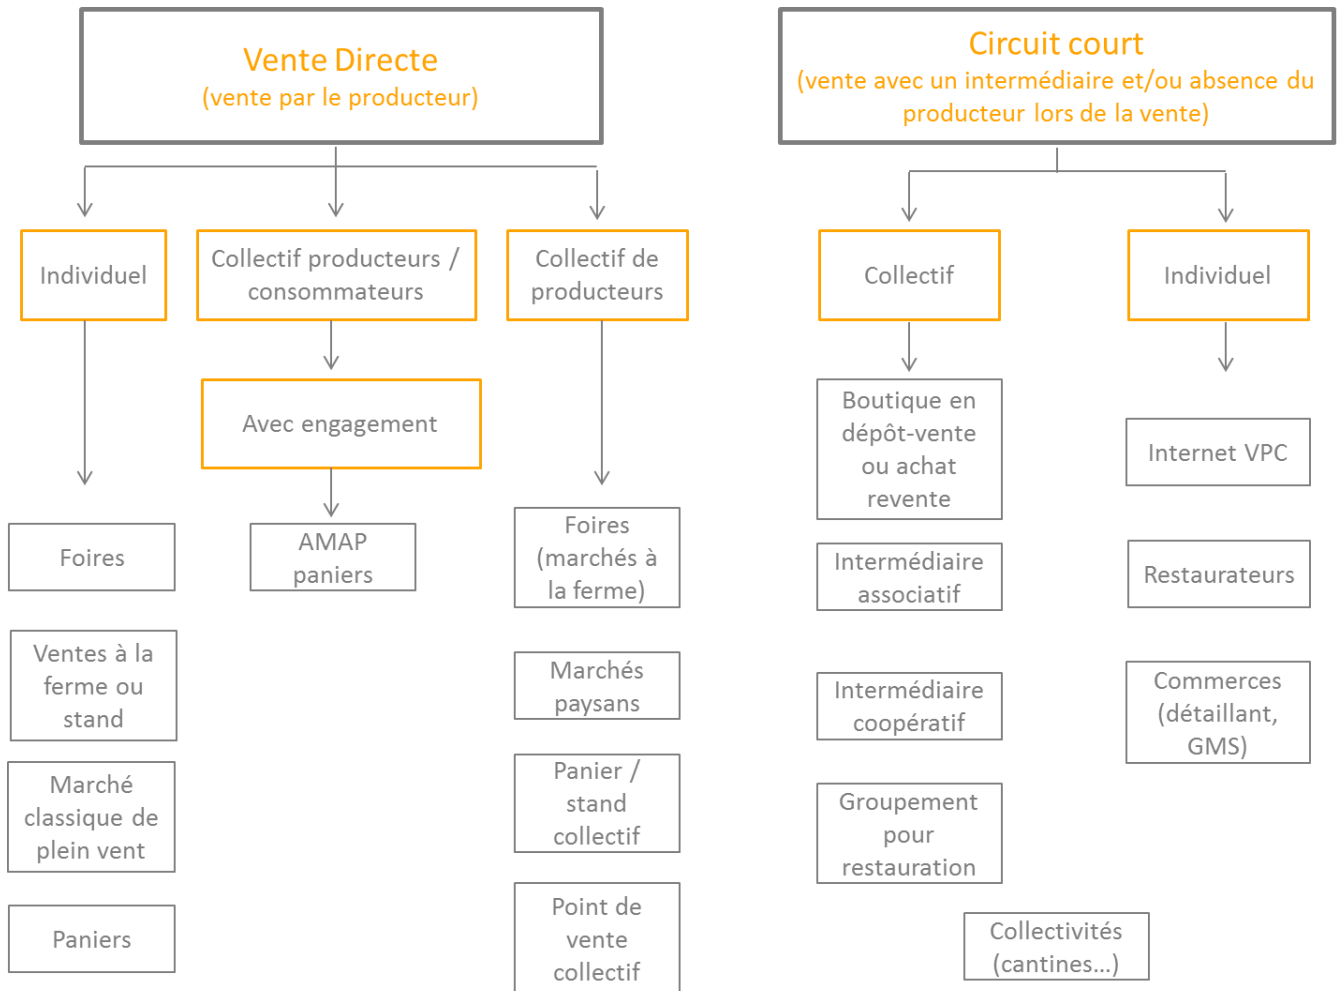 Vente Directe
(vente par le producteur)
Circuit court
(vente avec un intermédiaire et/ou absence du
producteur lors de la vente)
Individuel
Collectif producteurs /
consommateurs
Collectif de
producteurs
Collectif
Individuel
Avec engagement
Foires
Ventes à la
ferme ou
stand
Marché
classique de
plein vent
Paniers
AMAP
paniers
Foires
(marchés à
la ferme)
Marchés
paysans
Panier /
stand
collectif
Point de
vente
collectif
Boutique en
dépôt-vente
ou achat
revente
Intermédiaire
associatif
Intermédiaire
coopératif
Groupement
pour
restauration
Internet VPC
Restaurateurs
Commerces
(détaillant,
GMS)
Collectivités
(cantines…)